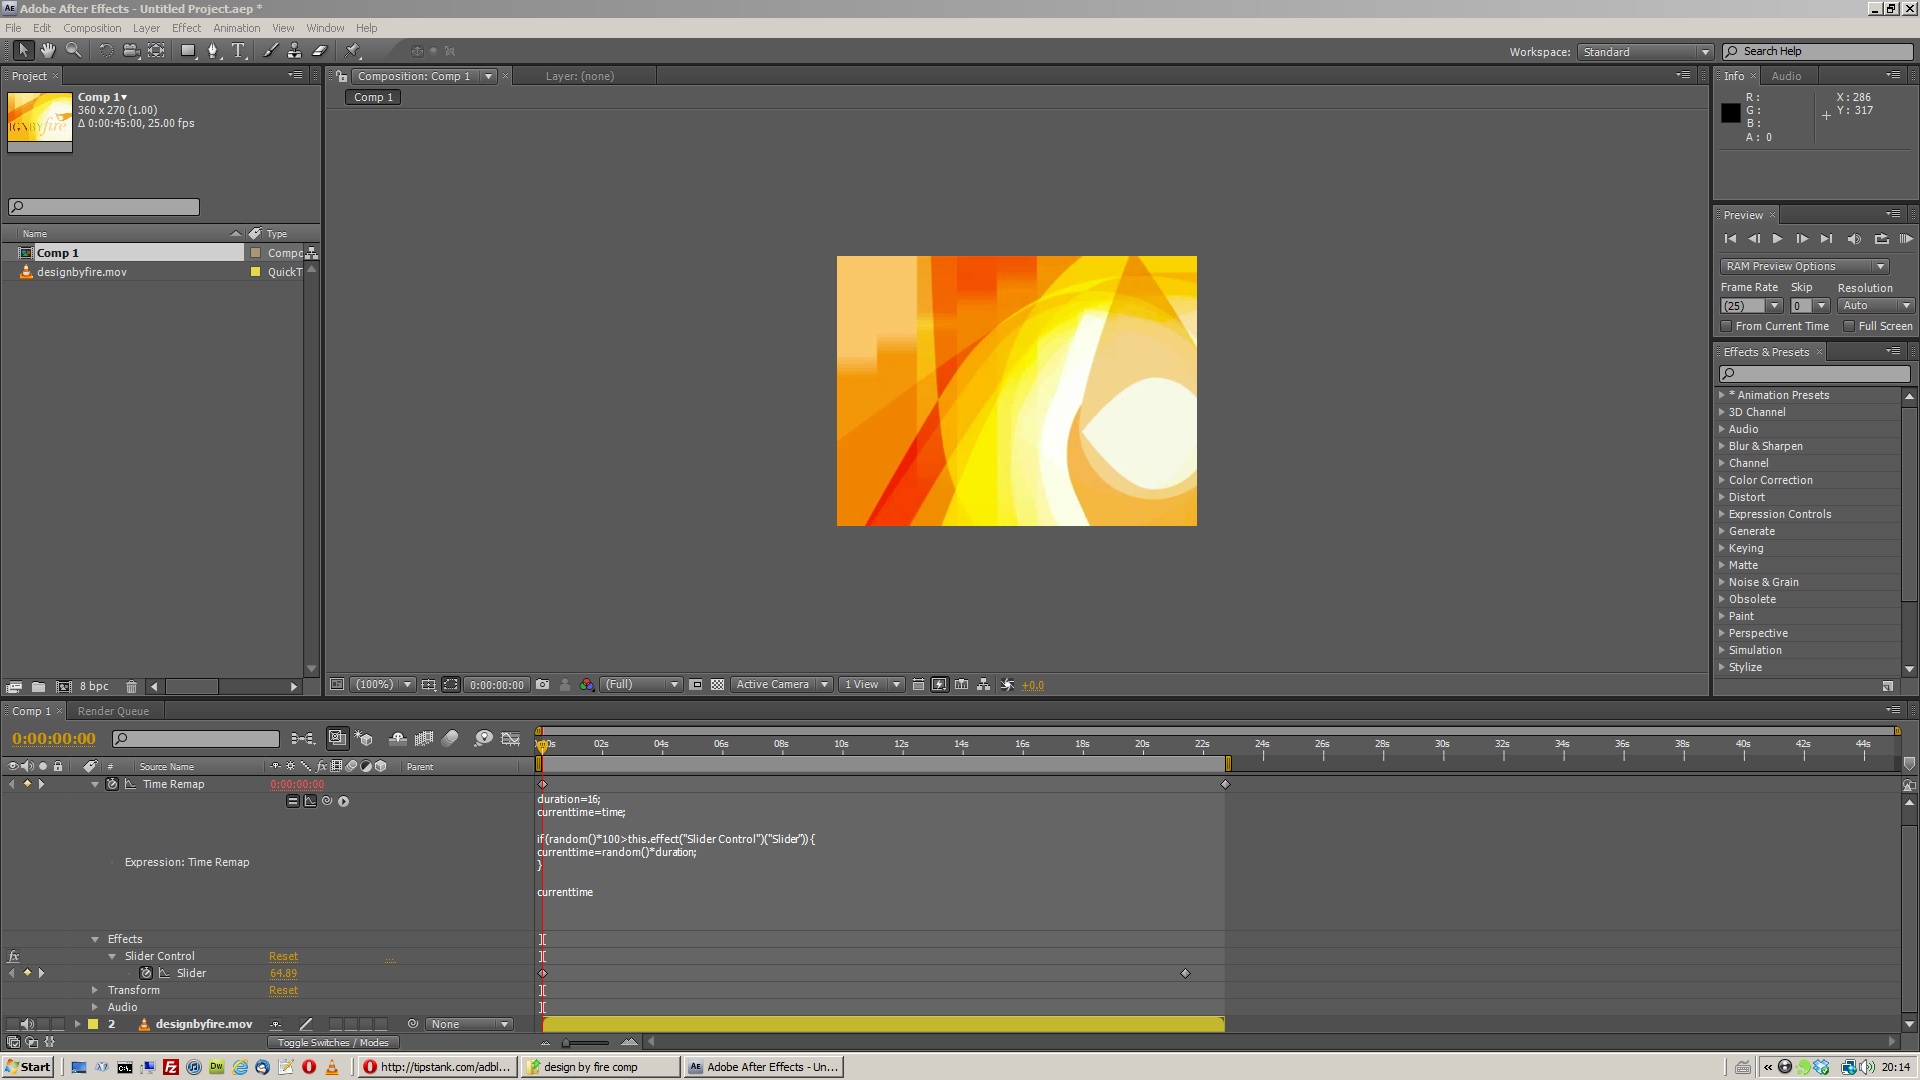 Adobe After Effects - Untitled Project.aep *
File Edit Composition Layer Effect Animation View Window Help
Workspace: Standard Search Help
Project
Comp 1
360 x 270 (1.00)
Δ 0:00:45:00, 25.00 fps
Name Type
Comp 1 Compo
designbyfire.mov QuickT
8 bpc
Composition: Comp 1 Layer: (none)
Comp 1
(100%) 0:00:00:00 (Full) Active Camera 1 View +0.0
Info Audio
R: X: 286
G: Y: 317
B:
A: 0
Preview
RAM Preview Options
Frame Rate Skip Resolution
(25) 0 Auto
From Current Time Full Screen
Effects & Presets
* Animation Presets
3D Channel
Audio
Blur & Sharpen
Channel
Color Correction
Distort
Expression Controls
Generate
Keying
Matte
Noise & Grain
Obsolete
Paint
Perspective
Simulation
Stylize
Comp 1 Render Queue
0:00:00:00
02s 04s 06s 08s 10s 12s 14s 16s 18s 20s 22s 24s 26s 28s 30s 32s 34s 36s 38s 40s 42s 44s
# Source Name Parent
Time Remap 0:00:00:00
Expression: Time Remap
duration=16;
currenttime=time;
if(random()*100>this.effect("Slider Control")("Slider")){
currenttime=random()*duration;
}
currenttime
Effects
fx Slider Control Reset ...
Slider 64.89
Transform Reset
Audio
2 designbyfire.mov None
Toggle Switches / Modes
Start http://tipstank.com/adbl... design by fire comp Adobe After Effects - Un... 20:14